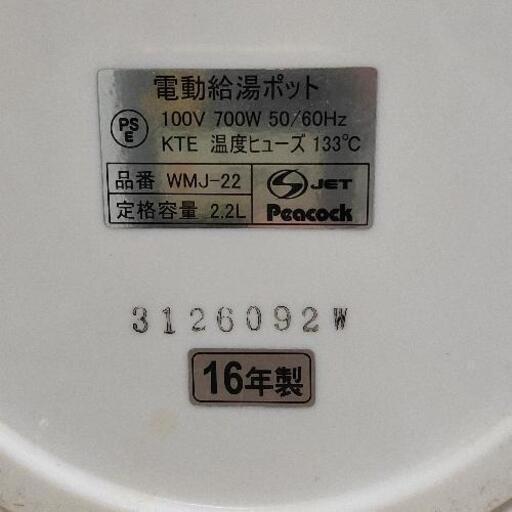 電動給湯ポット
PS
E
100V 700W 50/60Hz
KTE 温度ヒューズ 133℃
品番 WMJ-22
定格容量 2.2L
S JET
Peacock
3126092W
16年製